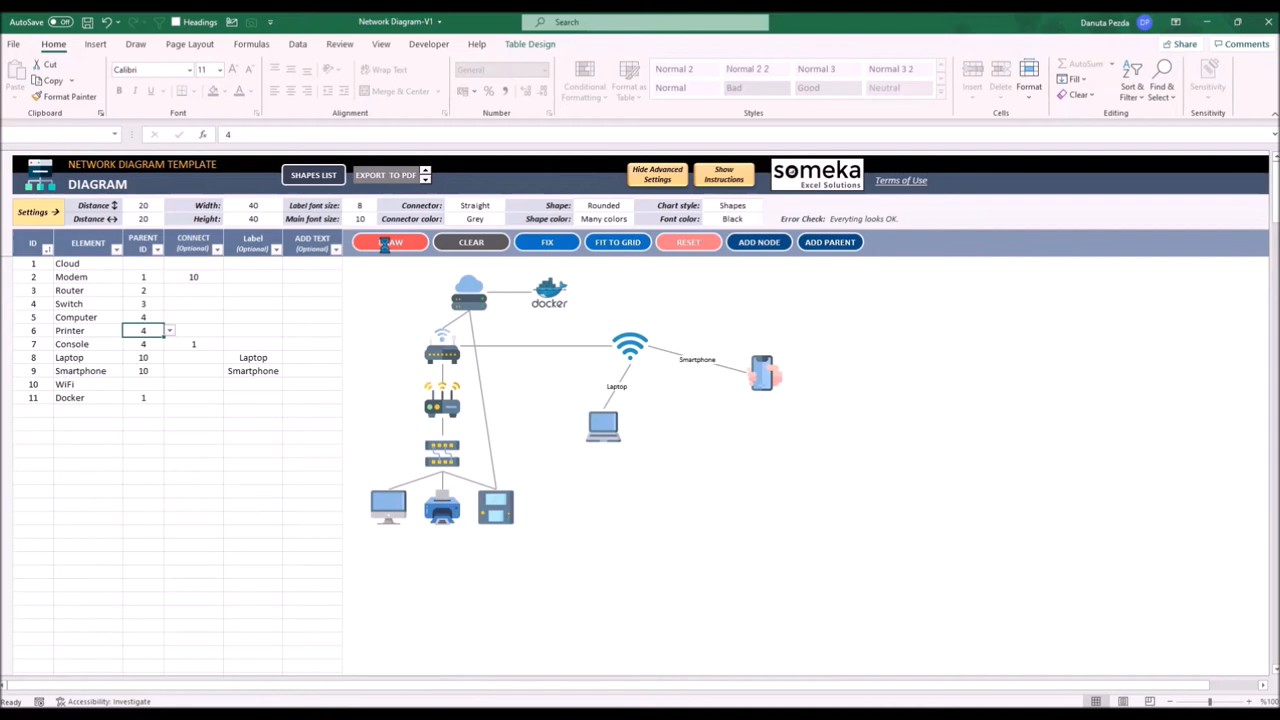 AutoSave Off Headings Network Diagram-V1 Search Danuta Pezda DP
File Home Insert Draw Page Layout Formulas Data Review View Developer Help Table Design Share Comments
Cut
Copy
Format Painter
Paste
Calibri 11
Wrap Text
Merge & Center
General
Conditional Formatting
Format as Table
Normal 2 Normal 2 2 Normal 3 Normal 3 2
Normal Bad Good Neutral
Insert Delete Format
AutoSum
Fill
Clear
Sort & Filter
Find & Select
Sensitivity
Clipboard Font Alignment Number Styles Cells Editing Sensitivity
4
NETWORK DIAGRAM TEMPLATE
DIAGRAM
SHAPES LIST
EXPORT TO PDF
Hide Advanced Settings
Show Instructions
someka
Excel Solutions
Terms of Use
Settings
Distance 20 Width: 40 Label font size: 8 Connector: Straight Shape: Rounded Chart style: Shapes
Distance 20 Height: 40 Main font size: 10 Connector color: Grey Shape color: Many colors Font color: Black Error Check: Everyting looks OK.
ID ELEMENT PARENT ID CONNECT (Optional) Label (Optional) ADD TEXT (Optional)
CLEAR FIX FIT TO GRID RESET ADD NODE ADD PARENT
1 Cloud
2 Modem 1 10
3 Router 2
4 Switch 3
5 Computer 4
6 Printer 4
7 Console 4 1
8 Laptop 10 Laptop
9 Smartphone 10 Smartphone
10 WiFi
11 Docker 1
docker
Smartphone
Laptop
Ready Accessibility: Investigate %100